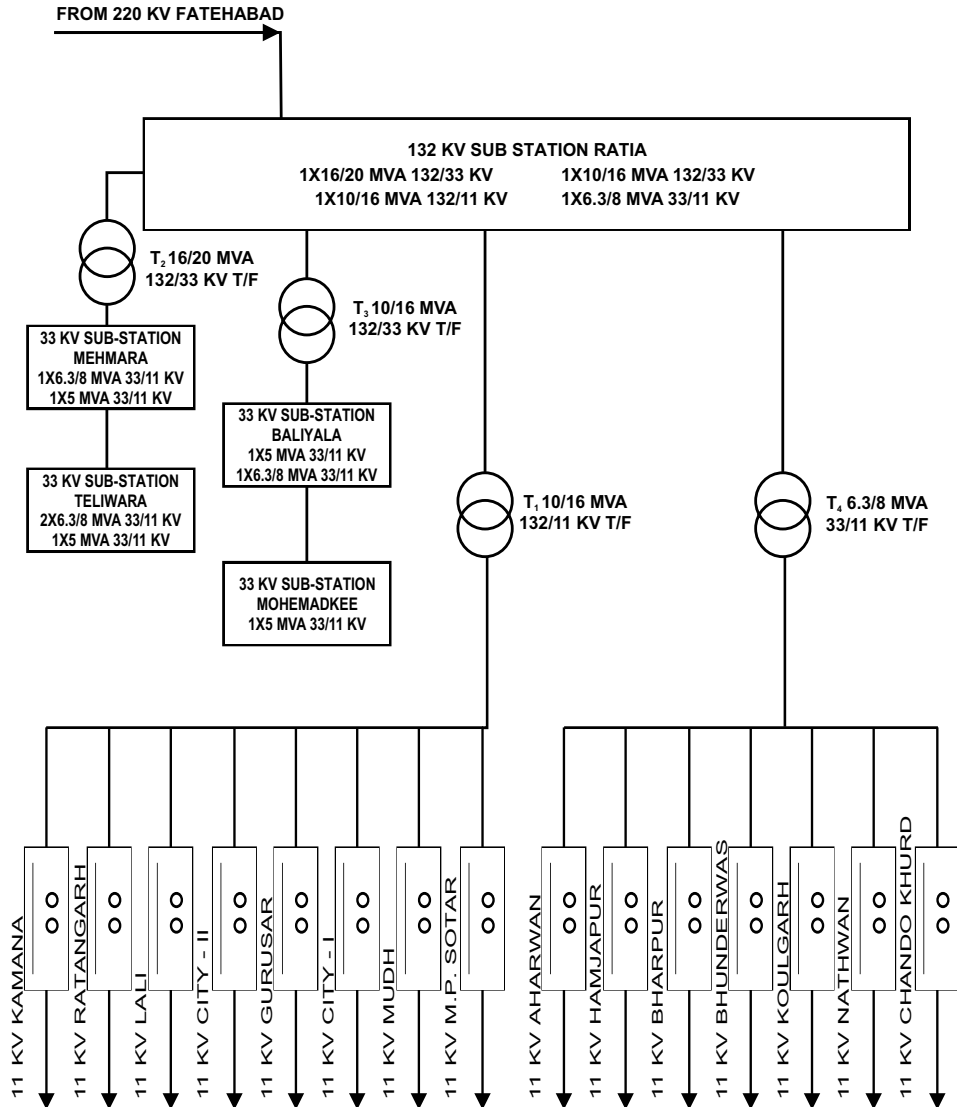 FROM 220 KV FATEHABAD
132 KV SUB STATION RATIA
1X16/20 MVA 132/33 KV 1X10/16 MVA 132/33 KV
1X10/16 MVA 132/11 KV 1X6.3/8 MVA 33/11 KV
T₂ 16/20 MVA
132/33 KV T/F
T₃ 10/16 MVA
132/33 KV T/F
33 KV SUB-STATION
MEHMARA
1X6.3/8 MVA 33/11 KV
1X5 MVA 33/11 KV
33 KV SUB-STATION
BALIYALA
1X5 MVA 33/11 KV
1X6.3/8 MVA 33/11 KV
33 KV SUB-STATION
TELIWARA
2X6.3/8 MVA 33/11 KV
1X5 MVA 33/11 KV
T₁ 10/16 MVA
132/11 KV T/F
T₄ 6.3/8 MVA
33/11 KV T/F
33 KV SUB-STATION
MOHEMADKEE
1X5 MVA 33/11 KV
11 KV KAMANA
11 KV RATANGARH
11 KV LALI
11 KV CITY - II
11 KV GURUSAR
11 KV CITY - I
11 KV MUDH
11 KV M.P. SOTAR
11 KV AHARWAN
11 KV HAMJAPUR
11 KV BHARPUR
11 KV BHUNDERWAS
11 KV KOULGARH
11 KV NATHWAN
11 KV CHANDO KHURD